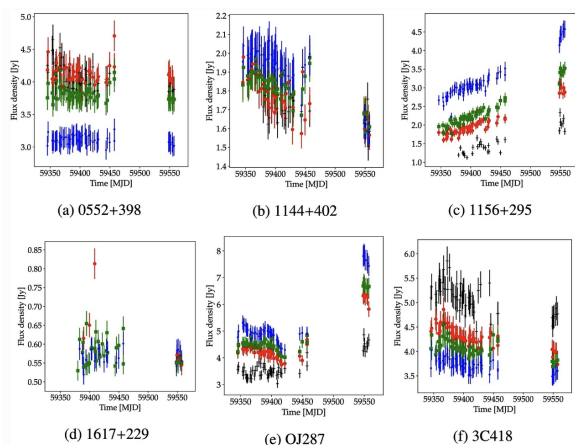 Flux density [Jy]
4.5
4.0
3.5
3.0
59350 59400 59450 59500 59550
Time [MJD]
(a) 0552+398
Flux density [Jy]
2.2
2.1
2.0
1.9
1.8
1.7
1.6
1.5
1.4
59350 59400 59450 59500 59550
Time [MJD]
(b) 1144+402
Flux density [Jy]
4.5
4.0
3.5
3.0
2.5
2.0
1.5
1.0
59350 59400 59450 59500 59550
Time [MJD]
(c) 1156+295
Flux density [Jy]
0.85
0.80
0.75
0.70
0.65
0.60
0.55
0.50
59350 59400 59450 59500 59550
Time [MJD]
(d) 1617+229
Flux density [Jy]
8
7
6
5
4
3
59350 59400 59450 59500 59550
Time [MJD]
(e) OJ287
Flux density [Jy]
6.0
5.5
5.0
4.5
4.0
3.5
59350 59400 59450 59500 59550
Time [MJD]
(f) 3C418